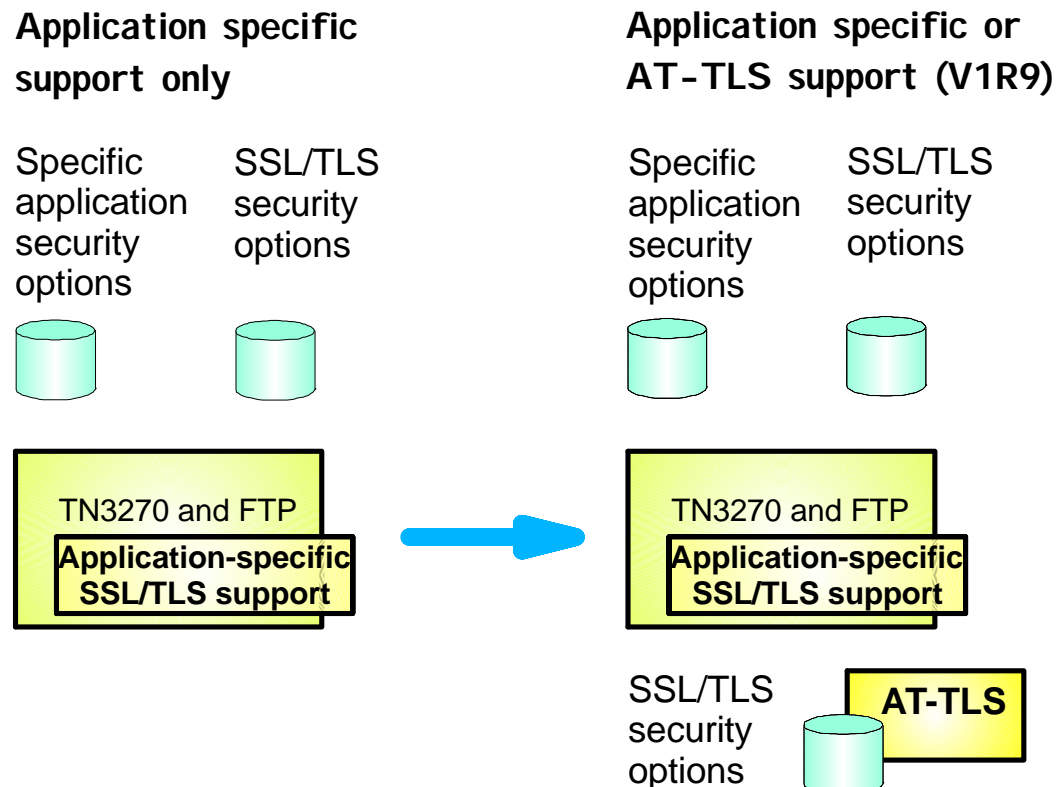 Application specific
support only
Specific
application
security
options
SSL/TLS
security
options
TN3270 and FTP
Application-specific
SSL/TLS support
Application specific or
AT-TLS support (V1R9)
Specific
application
security
options
SSL/TLS
security
options
TN3270 and FTP
Application-specific
SSL/TLS support
SSL/TLS
security
options
AT-TLS